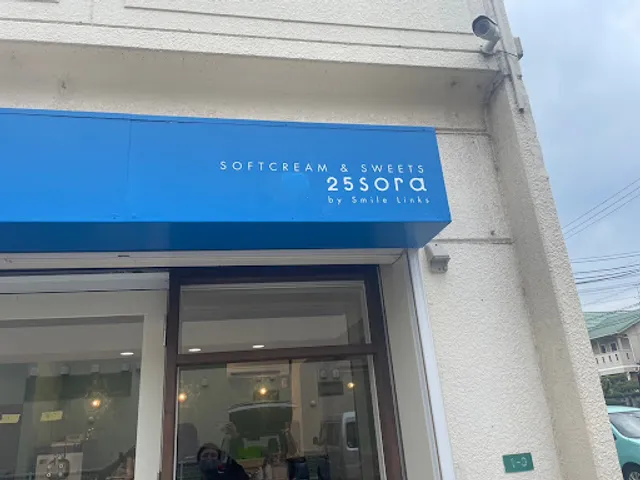 SOFTCREAM & SWEETS
25sora
by Smile Links